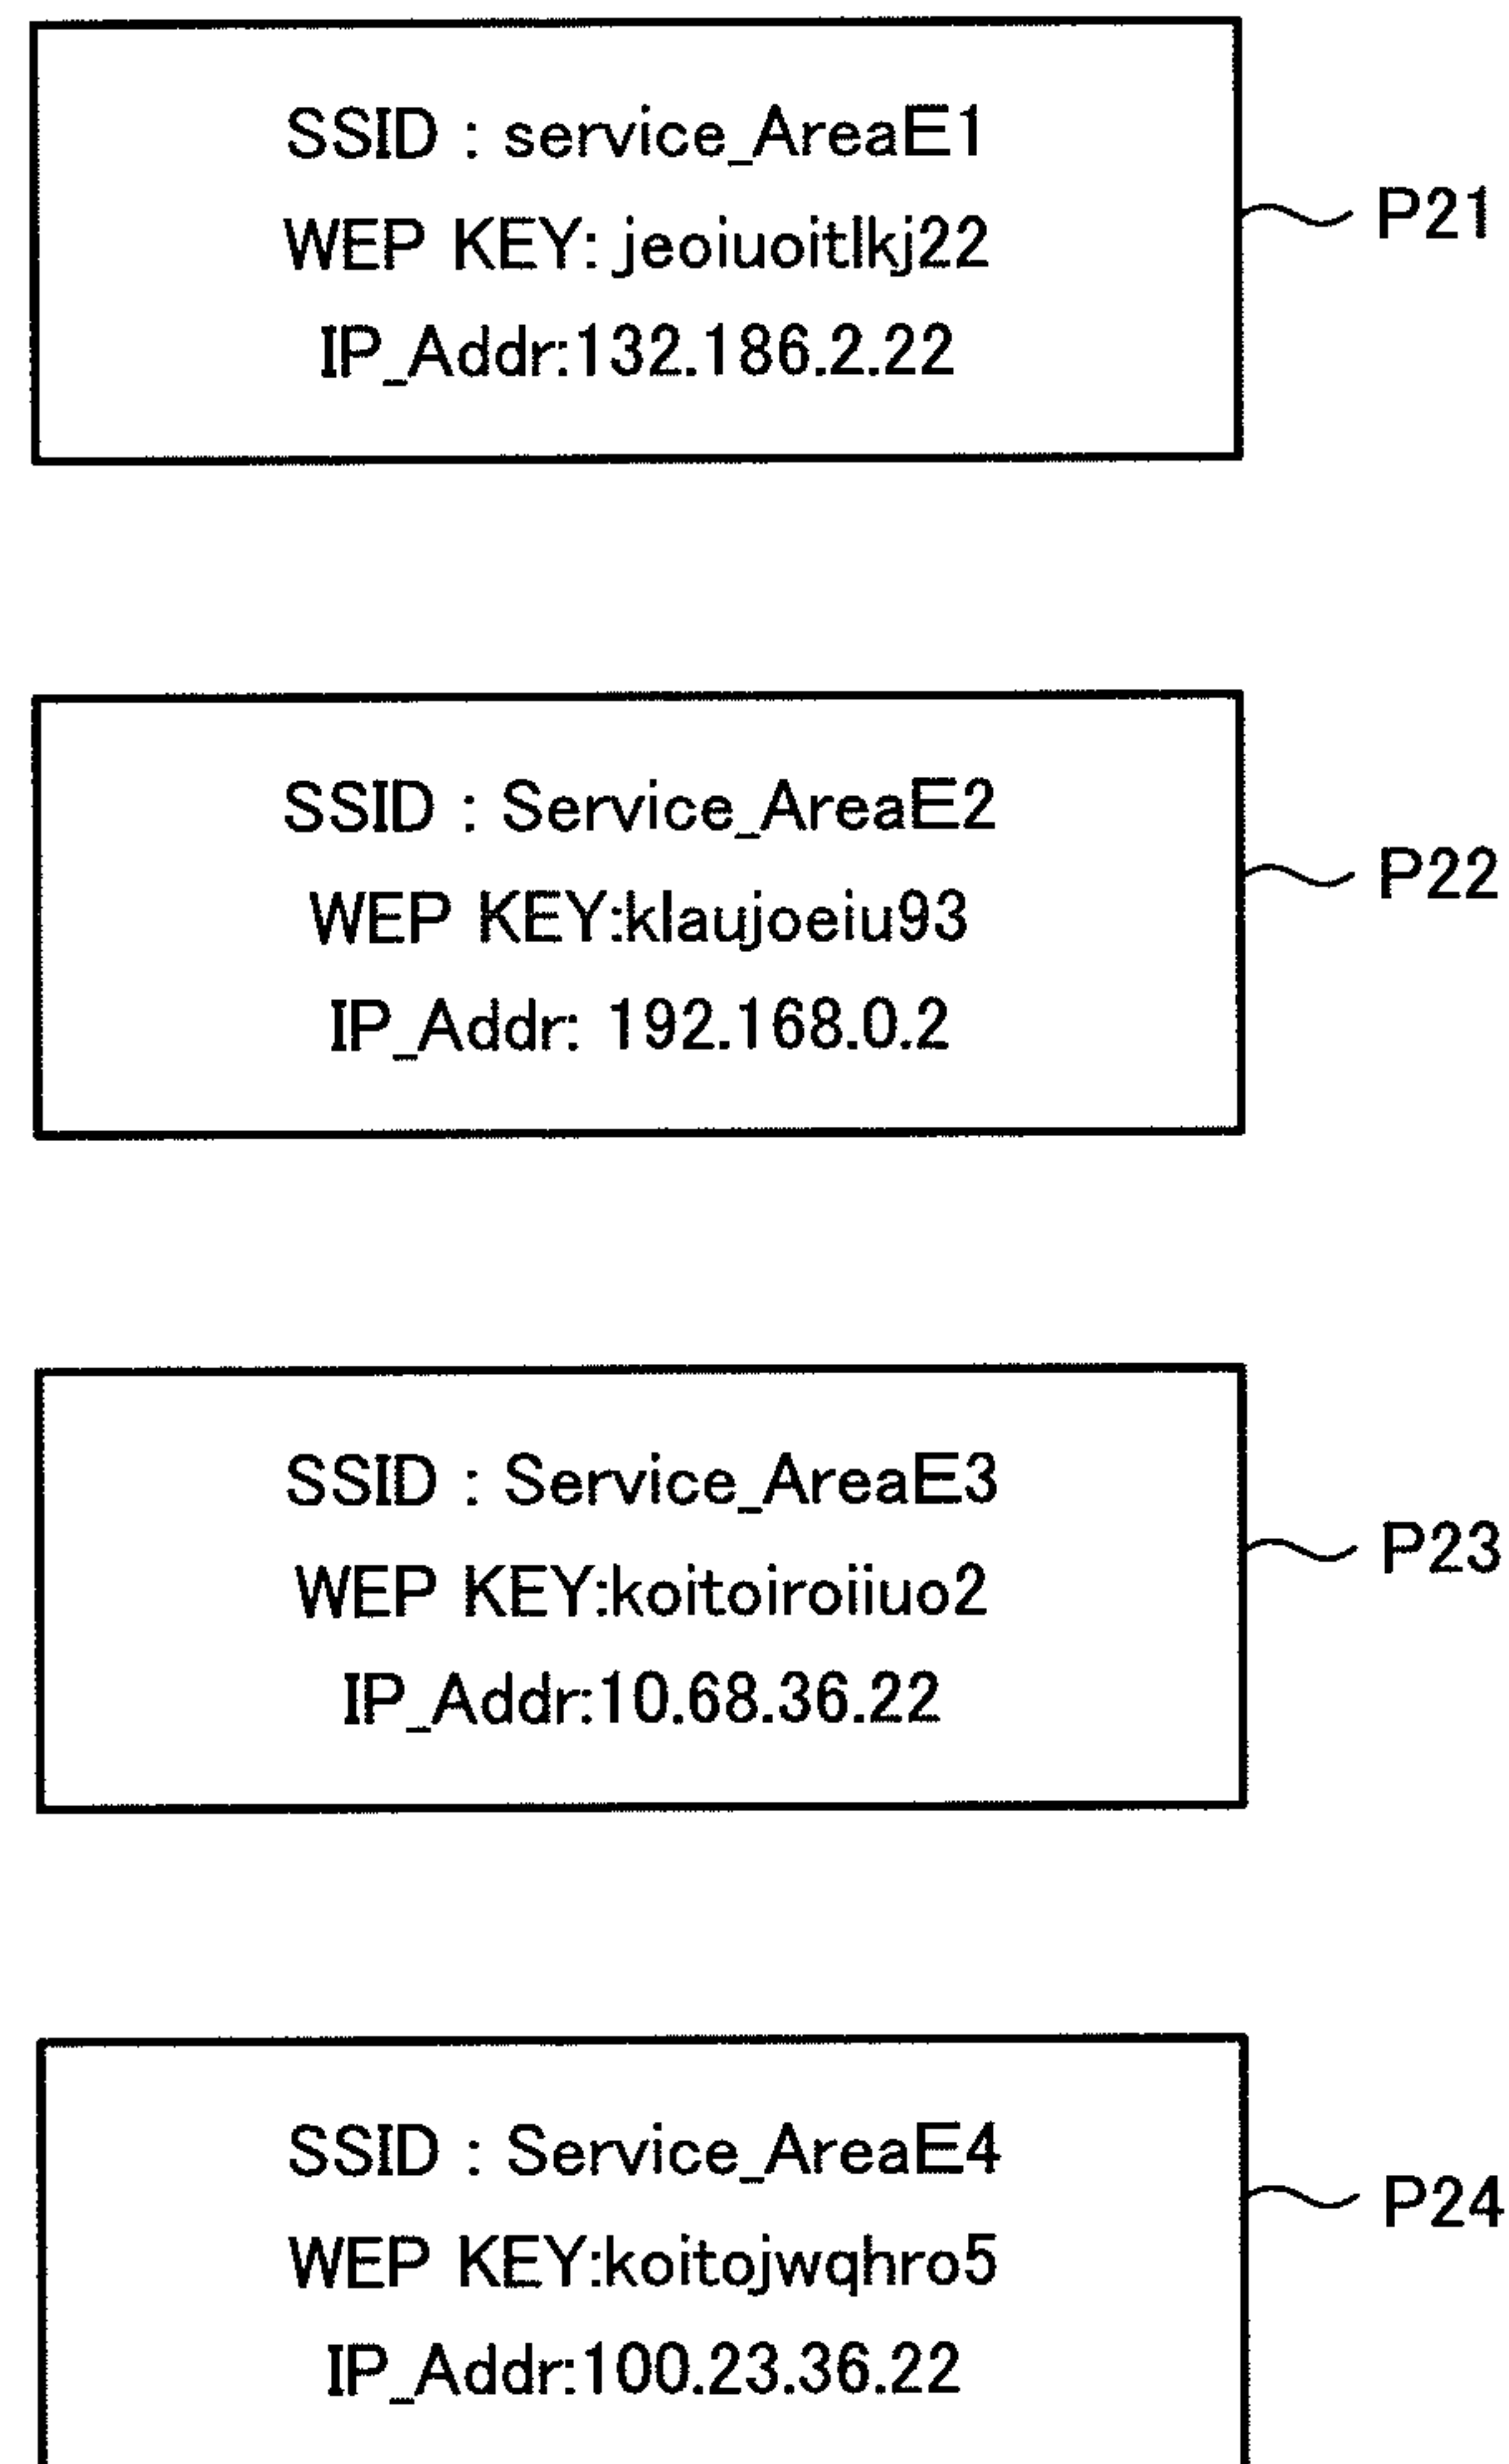 SSID : service_AreaE1
WEP KEY: jeoiuoitlkj22
IP_Addr:132.186.2.22
P21
SSID : Service_AreaE2
WEP KEY:klaujoeiu93
IP_Addr: 192.168.0.2
P22
SSID : Service_AreaE3
WEP KEY:koitoiroiiuo2
IP_Addr:10.68.36.22
P23
SSID : Service_AreaE4
WEP KEY:koitojwqhro5
IP_Addr:100.23.36.22
P24